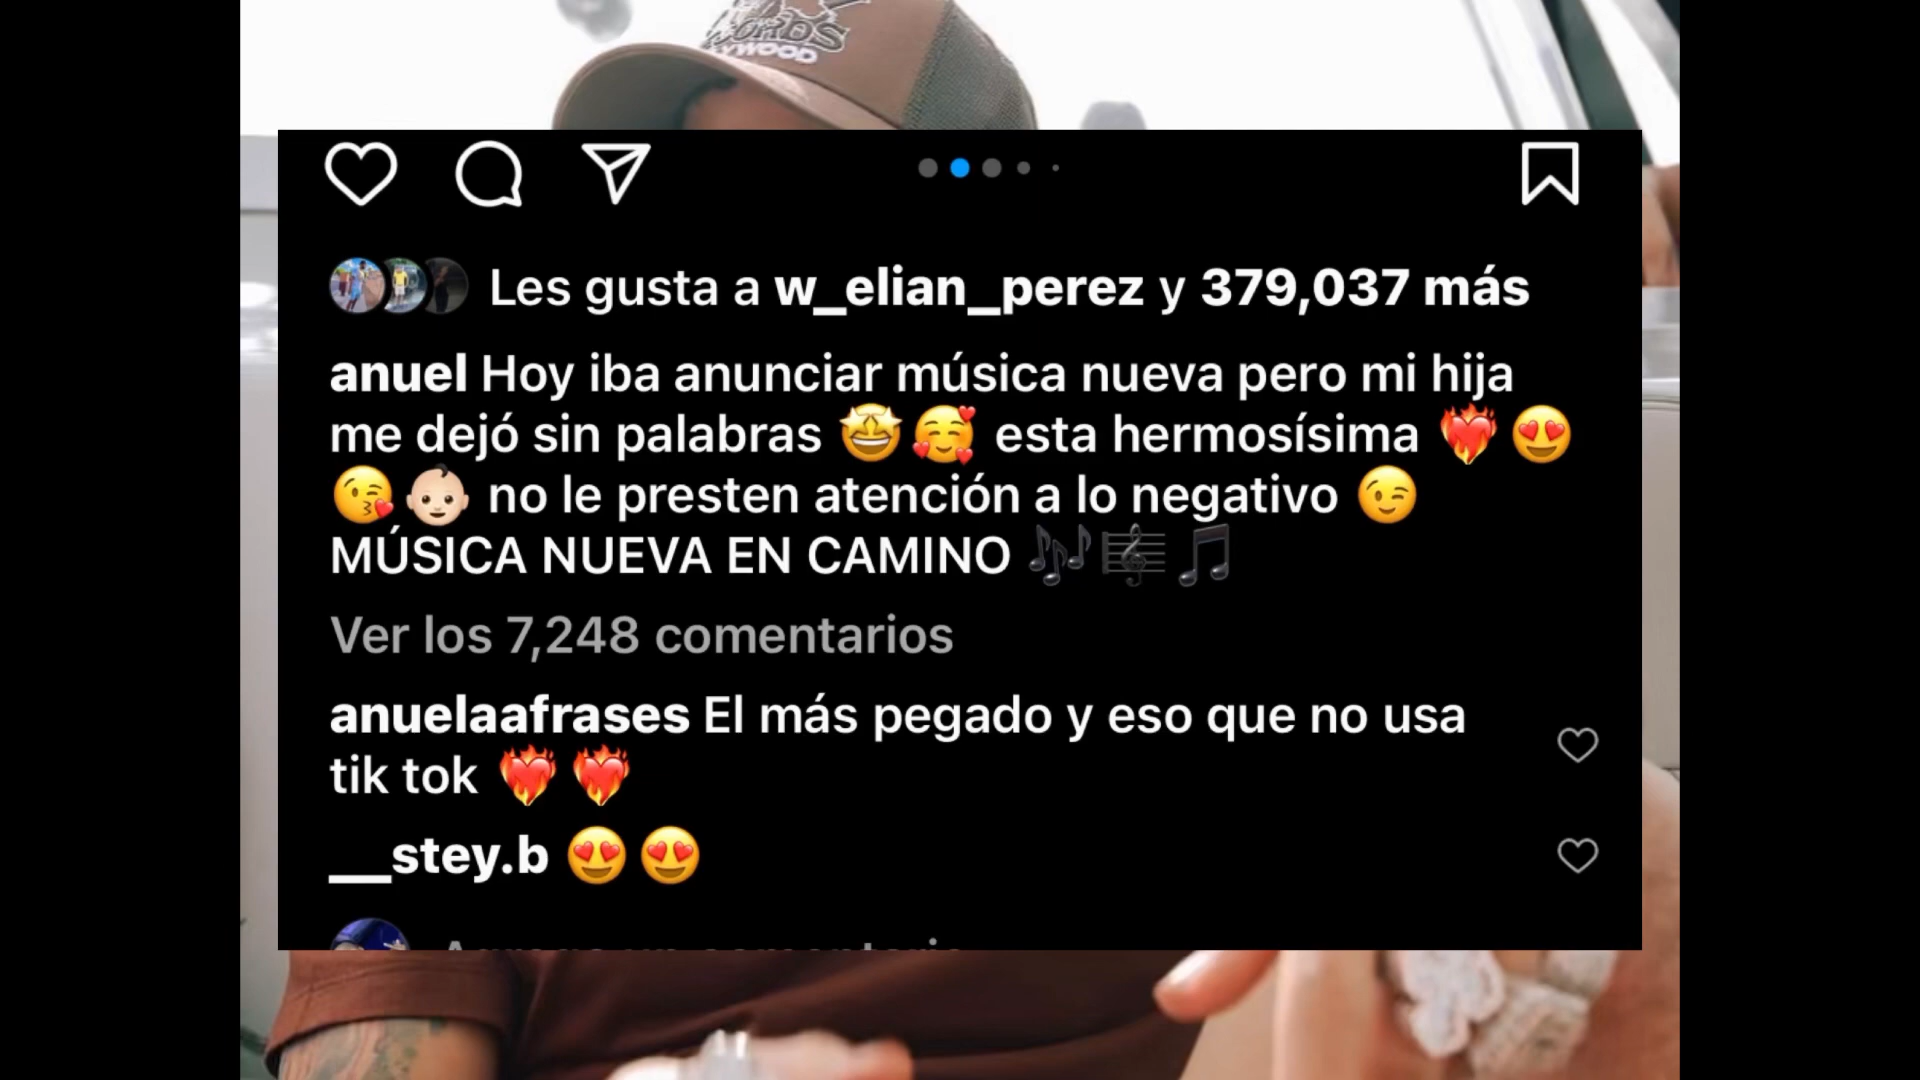 YWOOD
Les gusta a w_elian_perez y 379,037 más
anuel Hoy iba anunciar música nueva pero mi hija
me dejó sin palabras 🤩🥰 esta hermosísima ❤️‍🔥😍
😘👶🏻 no le presten atención a lo negativo 😉
MÚSICA NUEVA EN CAMINO 🎶🎼🎵
Ver los 7,248 comentarios
anuelaafrases El más pegado y eso que no usa
tik tok ❤️‍🔥❤️‍🔥
__stey.b 😍😍